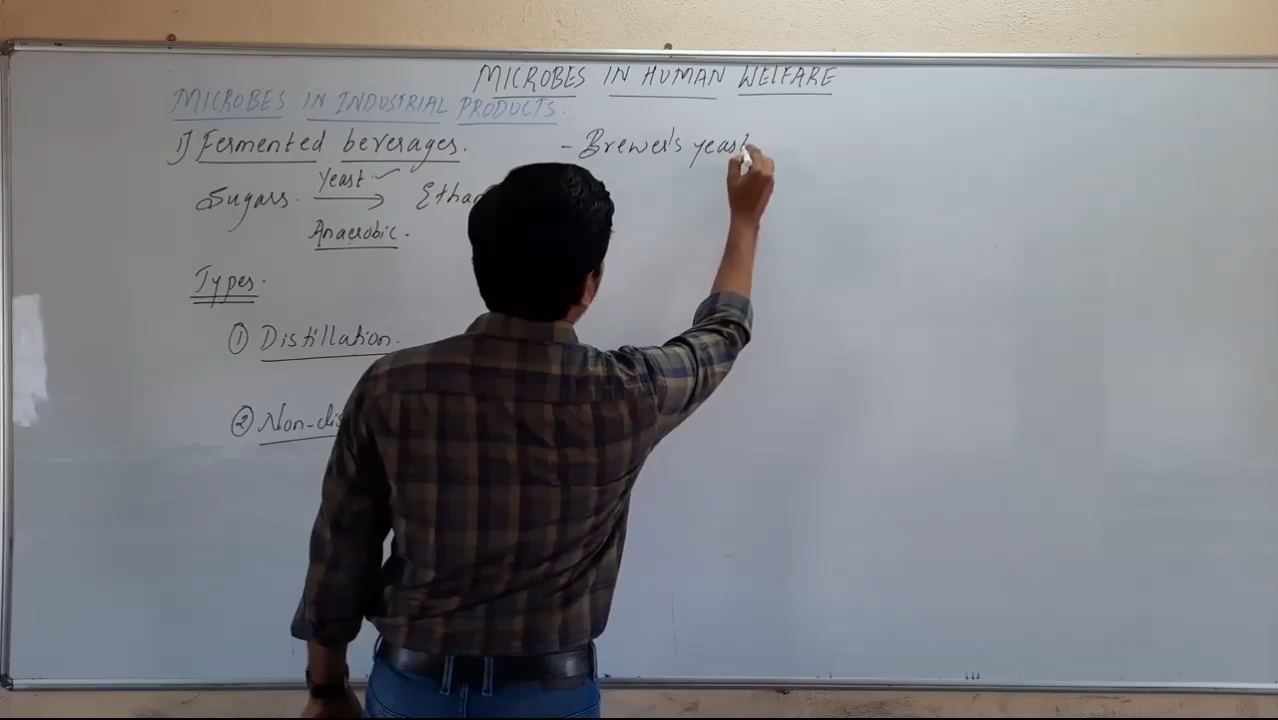 MICROBES IN HUMAN WELFARE
MICROBES IN INDUSTRIAL PRODUCTS.
1) Fermented beverages.
- Brewer's yeast
Sugars. Yeast ✓ → Ethan
Anaerobic.
Types.
① Distillation.
② Non-dis